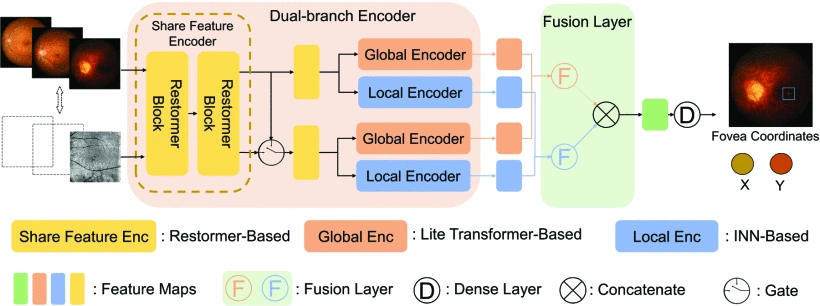 Dual-branch Encoder
Fusion Layer
Share Feature
Encoder
Restormer
Block
Restormer
Block
Global Encoder
Local Encoder
Global Encoder
Local Encoder
F
F
D
Fovea Coordinates
X Y
Share Feature Enc : Restormer-Based
Global Enc : Lite Transformer-Based
Local Enc : INN-Based
: Feature Maps
F F : Fusion Layer
D : Dense Layer
: Concatenate
: Gate